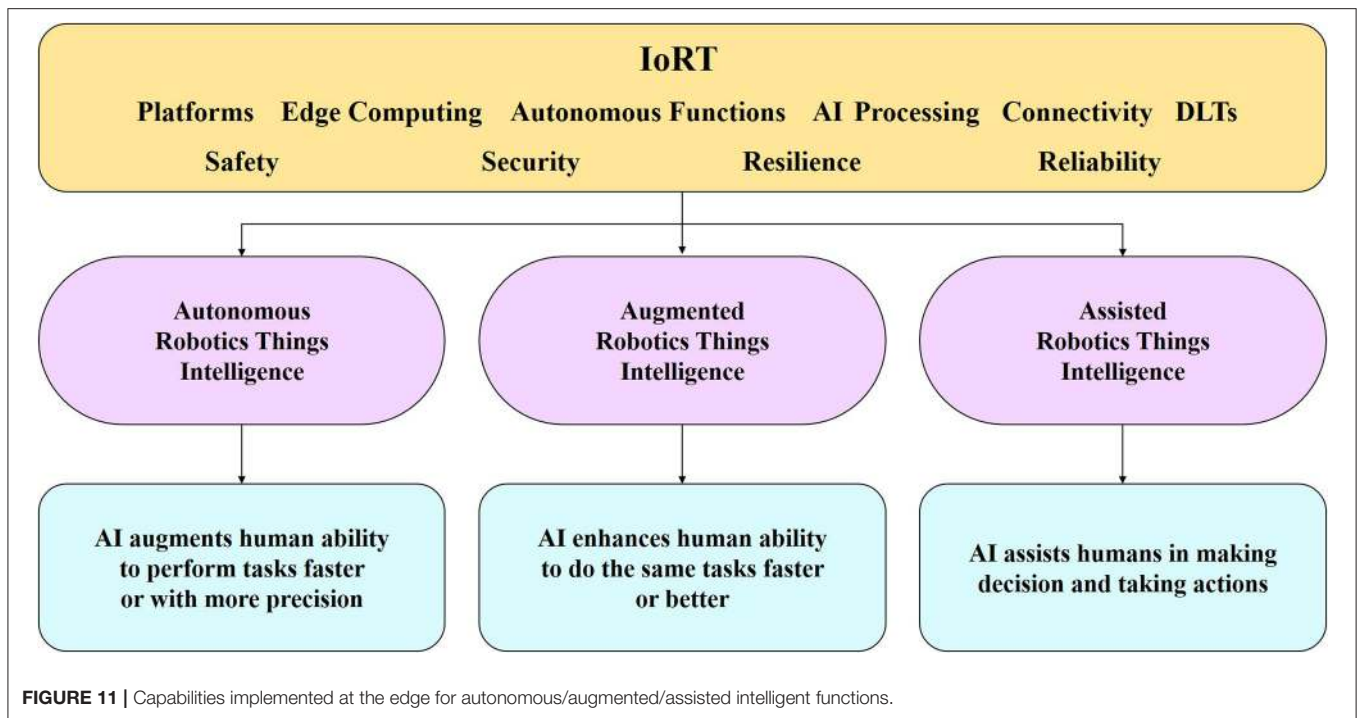 IoRT
Platforms Edge Computing Autonomous Functions AI Processing Connectivity DLTs
Safety Security Resilience Reliability
Autonomous
Robotics Things
Intelligence
Augmented
Robotics Things
Intelligence
Assisted
Robotics Things
Intelligence
AI augments human ability
to perform tasks faster
or with more precision
AI enhances human ability
to do the same tasks faster
or better
AI assists humans in making
decision and taking actions
FIGURE 11 | Capabilities implemented at the edge for autonomous/augmented/assisted intelligent functions.